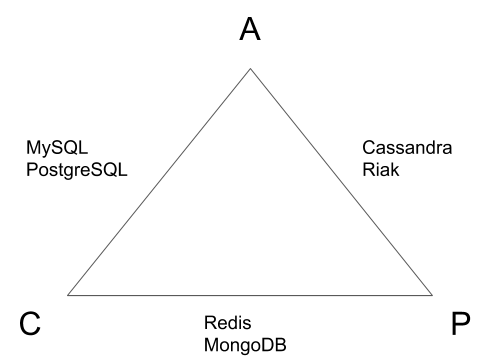 A
MySQL
PostgreSQL
Cassandra
Riak
C
P
Redis
MongoDB